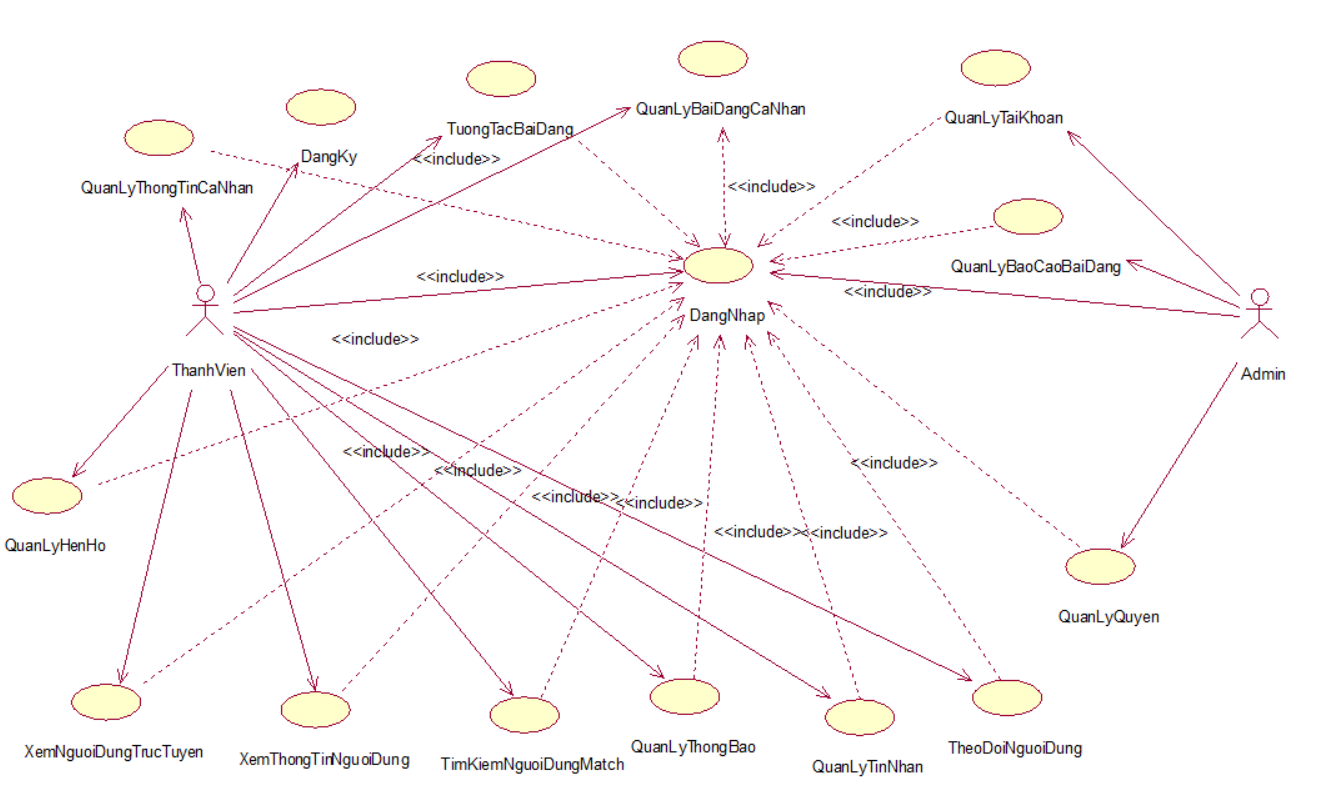 QuanLyBaiDangCaNhan
QuanLyTaiKhoan
TuongTacBaiDang
DangKy
<<include>>
QuanLyThongTinCaNhan
<<include>>
<<include>>
QuanLyBaoCaoBaiDang
<<include>>
<<include>>
DangNhap
<<include>>
ThanhVien
Admin
<<include>>
<<include>>
<<include>>
<<include>>
<<include>>
<<include>>
<<include>>
QuanLyHenHo
QuanLyQuyen
XemNguoiDungTrucTuyen
XemThongTinNguoiDung
TimKiemNguoiDungMatch
QuanLyThongBao
QuanLyTinNhan
TheoDoiNguoiDung